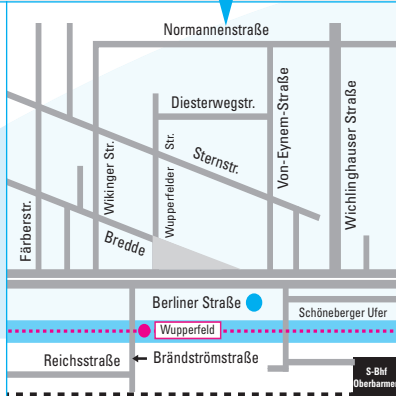 Normannenstraße
Diesterwegstr.
Wupperfelder Str.
Sternstr.
Von-Eynem-Straße
Wichlinghauser Straße
Wikinger Str.
Färberstr.
Bredde
Berliner Straße
Schöneberger Ufer
Wupperfeld
Reichsstraße
Brändströmstraße
S-Bhf
Oberbarmen